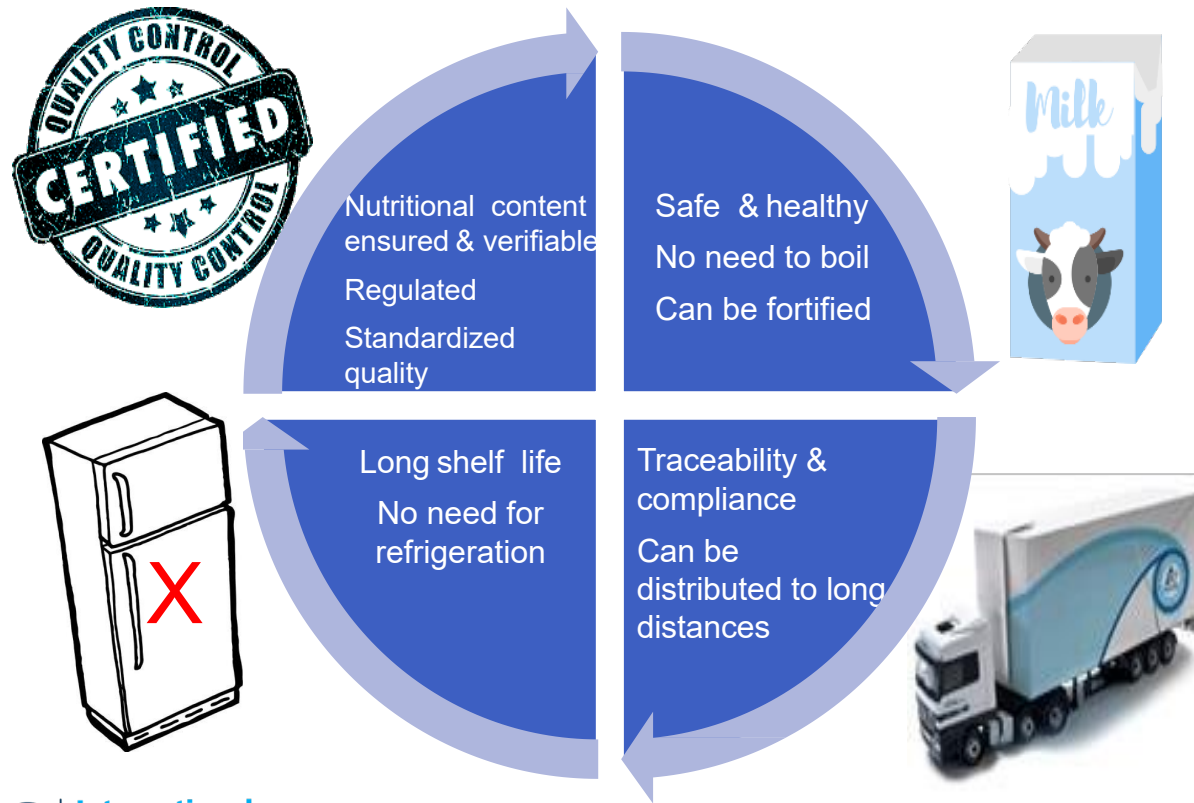 QUALITY CONTROL
CERTIFIED
QUALITY CONTROL
Milk
Nutritional content
ensured & verifiable
Regulated
Standardized
quality
Safe & healthy
No need to boil
Can be fortified
Long shelf life
No need for
refrigeration
X
Traceability &
compliance
Can be
distributed to long
distances